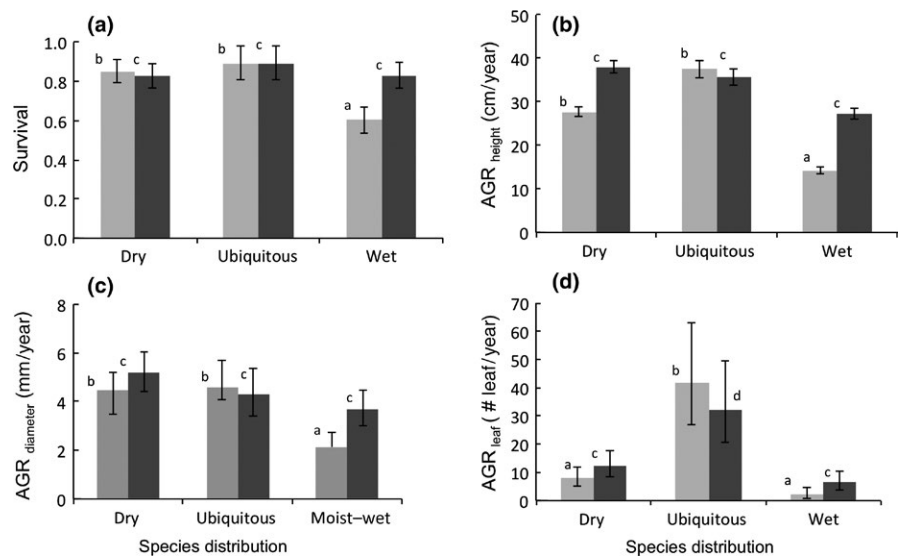 (a)
Survival
1.0
0.8
0.6
0.4
0.2
0.0
b c
b c
a c
Dry Ubiquitous Wet
(b)
AGR height (cm/year)
50
40
30
20
10
0
b c
b c
a c
Dry Ubiquitous Wet
(c)
AGR diameter (mm/year)
8
6
4
2
0
b c
b c
a c
Dry Ubiquitous Moist–wet
Species distribution
(d)
AGR leaf ( # leaf/year)
70
60
50
40
30
20
10
0
a c
b d
a c
Dry Ubiquitous Wet
Species distribution